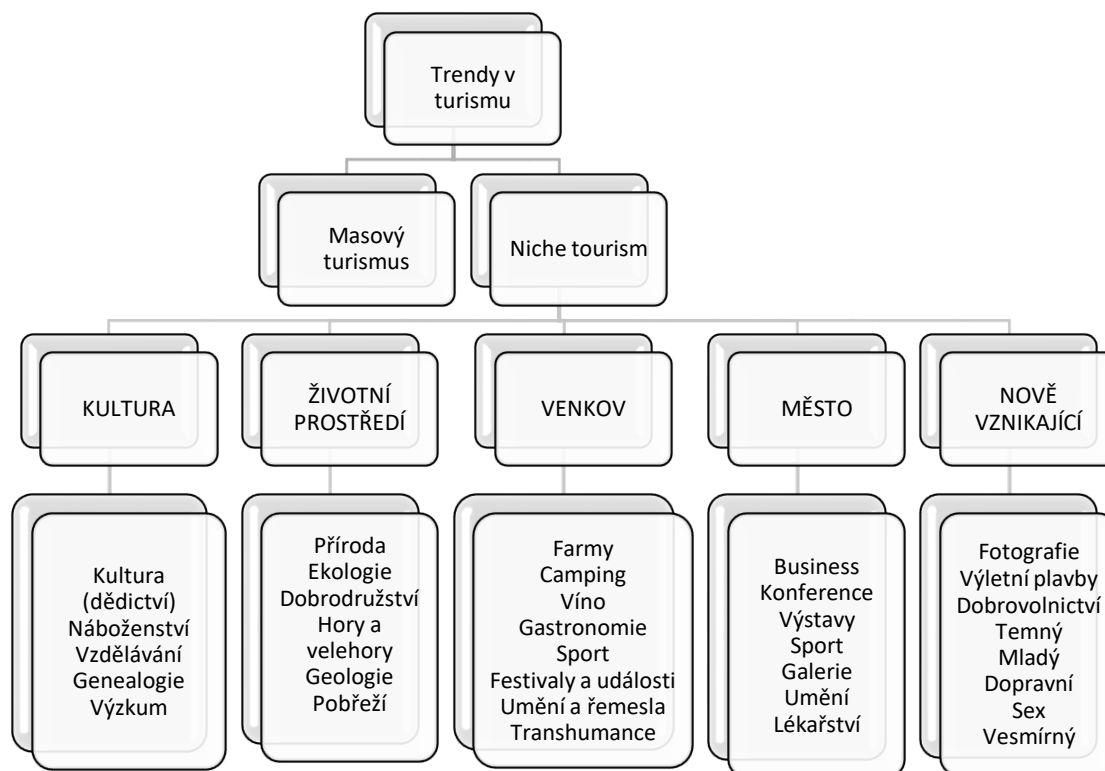 Trendy v
turismu
Masový
turismus
Niche tourism
KULTURA
ŽIVOTNÍ
PROSTŘEDÍ
VENKOV
MĚSTO
NOVĚ
VZNIKAJÍCÍ
Kultura
(dědictví)
Náboženství
Vzdělávání
Genealogie
Výzkum
Příroda
Ekologie
Dobrodružství
Hory a
velehory
Geologie
Pobřeží
Farmy
Camping
Víno
Gastronomie
Sport
Festivaly a události
Umění a řemesla
Transhumance
Business
Konference
Výstavy
Sport
Galerie
Umění
Lékařství
Fotografie
Výletní plavby
Dobrovolnictví
Temný
Mladý
Dopravní
Sex
Vesmírný